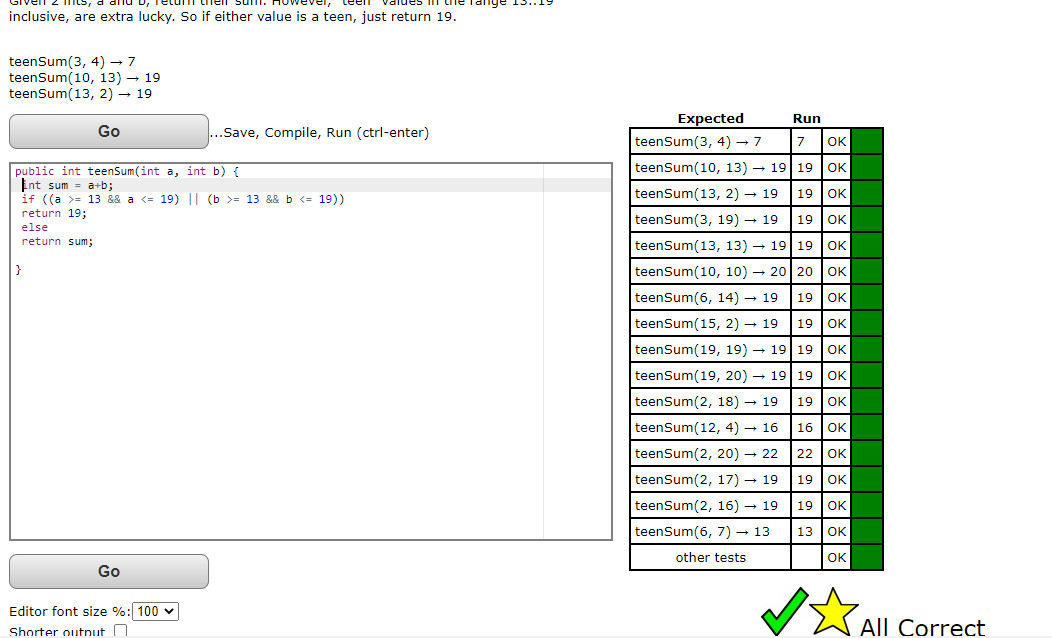 Given 2 ints, a and b, return their sum. However, "teen" values in the range 13..19
inclusive, are extra lucky. So if either value is a teen, just return 19.
teenSum(3, 4) → 7
teenSum(10, 13) → 19
teenSum(13, 2) → 19
Go
...Save, Compile, Run (ctrl-enter)
public int teenSum(int a, int b) {
int sum = a+b;
if ((a >= 13 && a <= 19) || (b >= 13 && b <= 19))
return 19;
else
return sum;
}
Go
Editor font size %: 100
Shorter output
Expected Run
teenSum(3, 4) → 7 7 OK
teenSum(10, 13) → 19 19 OK
teenSum(13, 2) → 19 19 OK
teenSum(3, 19) → 19 19 OK
teenSum(13, 13) → 19 19 OK
teenSum(10, 10) → 20 20 OK
teenSum(6, 14) → 19 19 OK
teenSum(15, 2) → 19 19 OK
teenSum(19, 19) → 19 19 OK
teenSum(19, 20) → 19 19 OK
teenSum(2, 18) → 19 19 OK
teenSum(12, 4) → 16 16 OK
teenSum(2, 20) → 22 22 OK
teenSum(2, 17) → 19 19 OK
teenSum(2, 16) → 19 19 OK
teenSum(6, 7) → 13 13 OK
other tests OK
All Correct